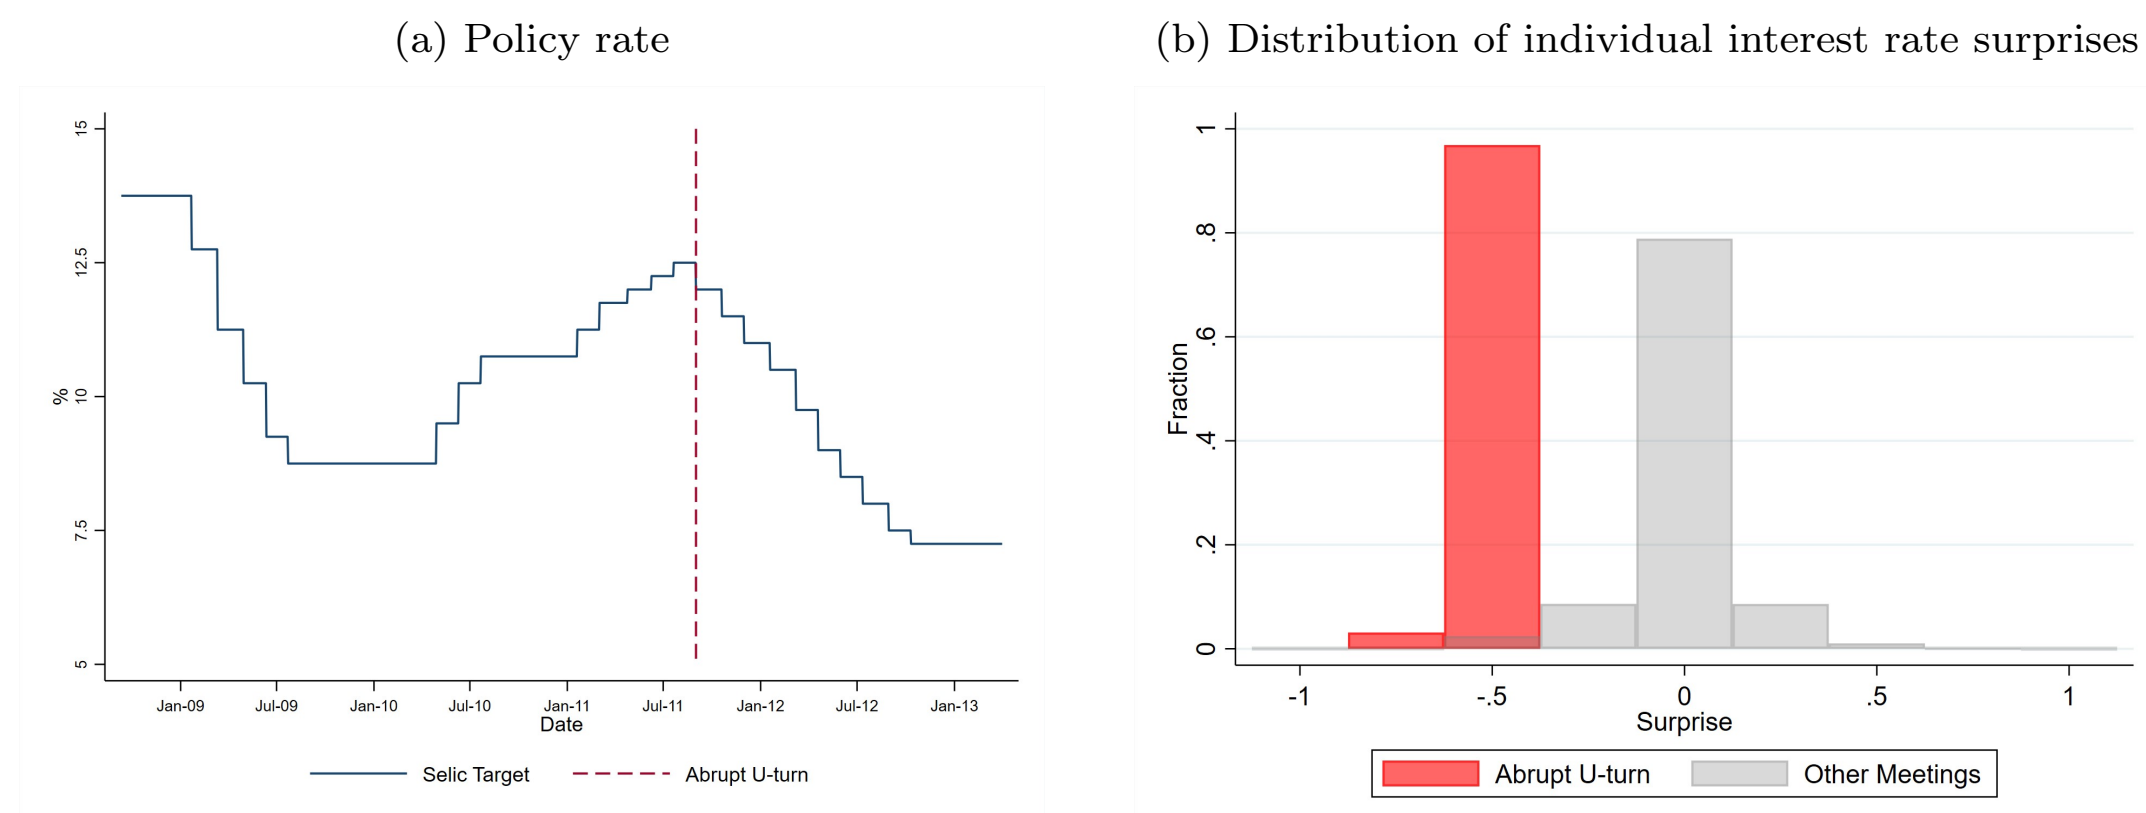 (a) Policy rate
15
12.5
10
7.5
5
%
Jan-09 Jul-09 Jan-10 Jul-10 Jan-11 Jul-11 Jan-12 Jul-12 Jan-13
Date
Selic Target Abrupt U-turn
(b) Distribution of individual interest rate surprises
1
.8
.6
.4
.2
0
Fraction
-1 -.5 0 .5 1
Surprise
Abrupt U-turn Other Meetings